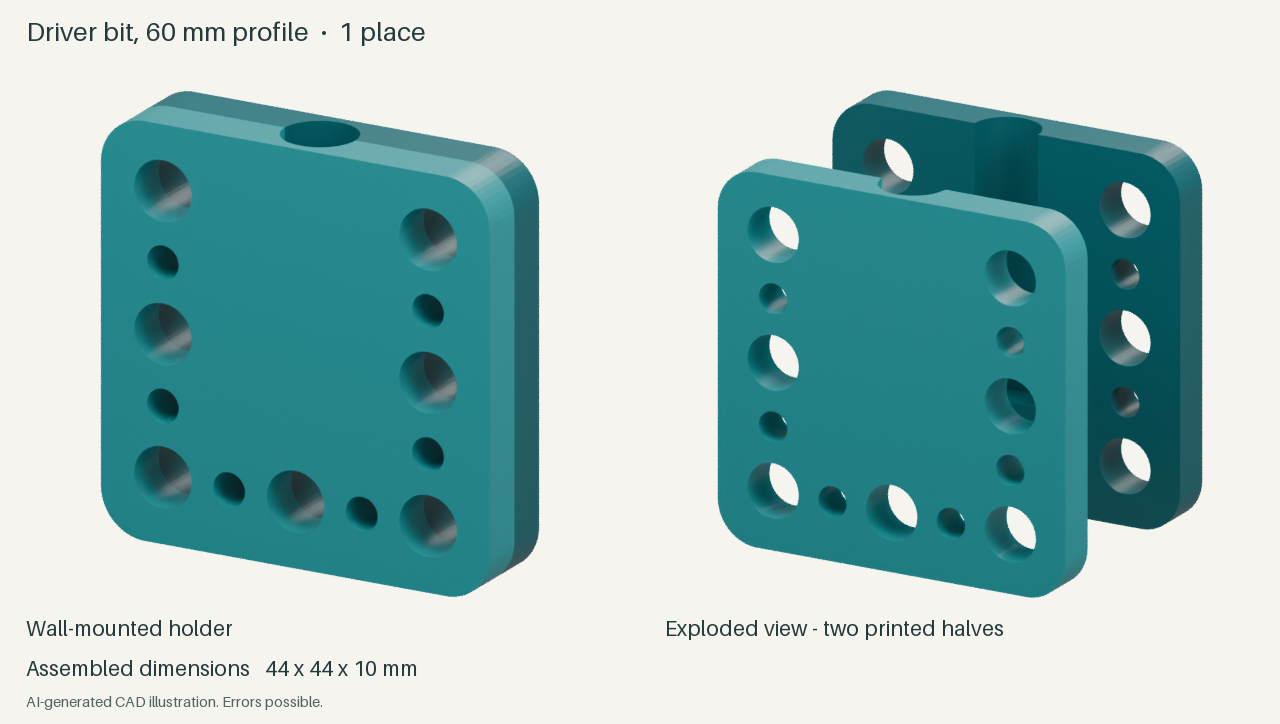 Driver bit, 60 mm profile · 1 place
Wall-mounted holder
Exploded view - two printed halves
Assembled dimensions 44 x 44 x 10 mm
AI-generated CAD illustration. Errors possible.